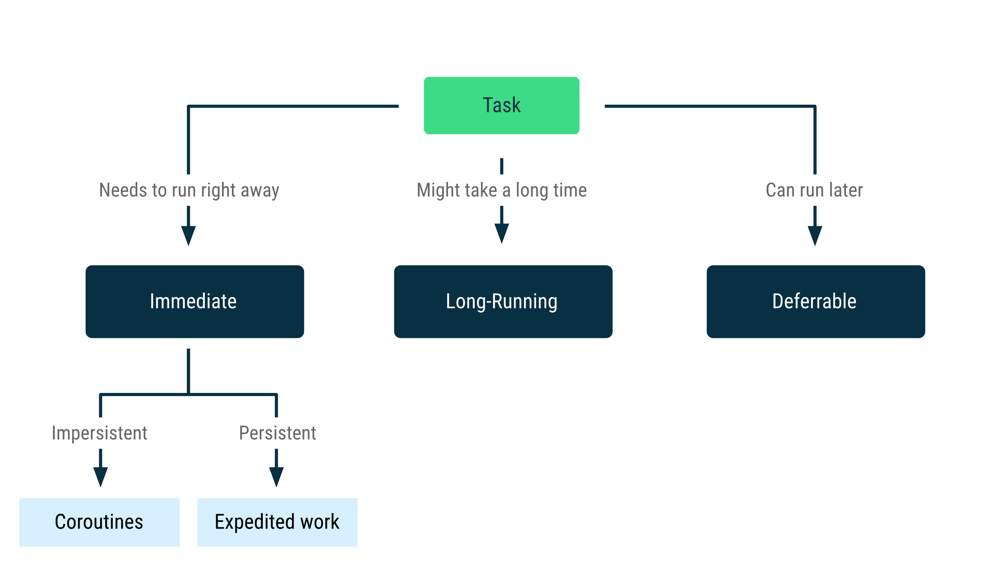 Task
Needs to run right away
Might take a long time
Can run later
Immediate
Long-Running
Deferrable
Impersistent
Persistent
Coroutines
Expedited work